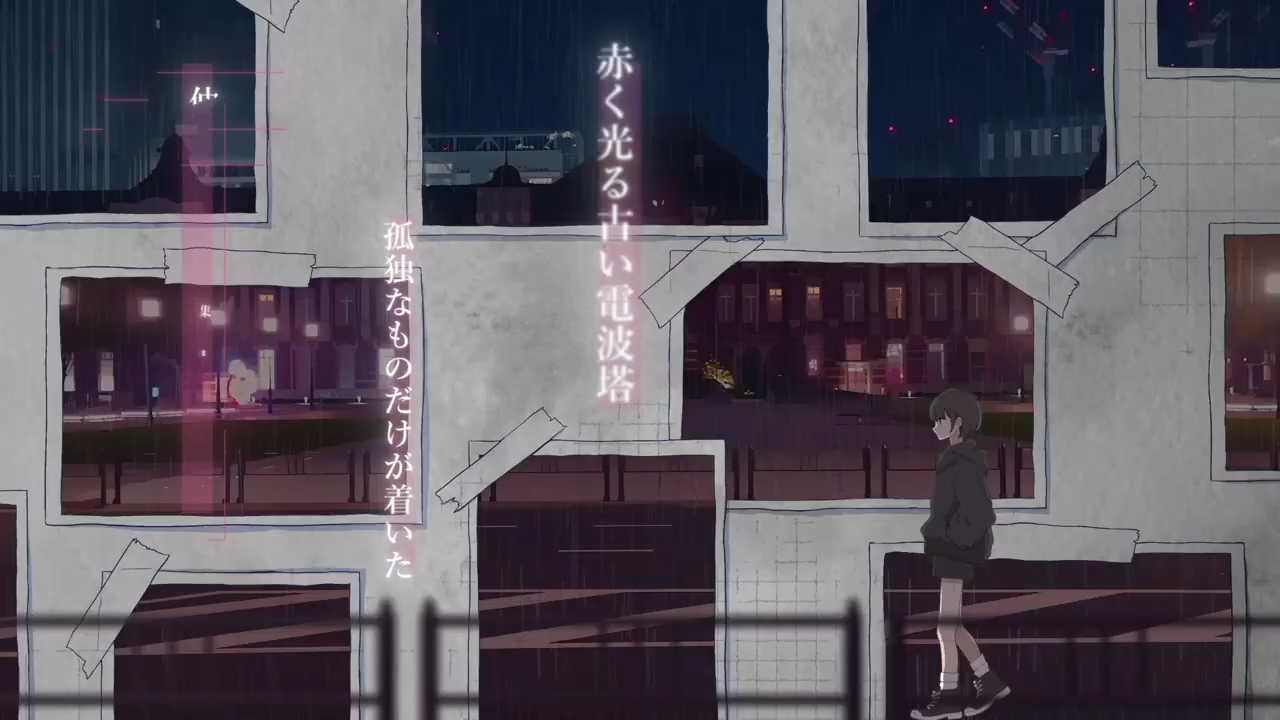 赤く光る古い電波塔
孤独なものだけが着いた
集